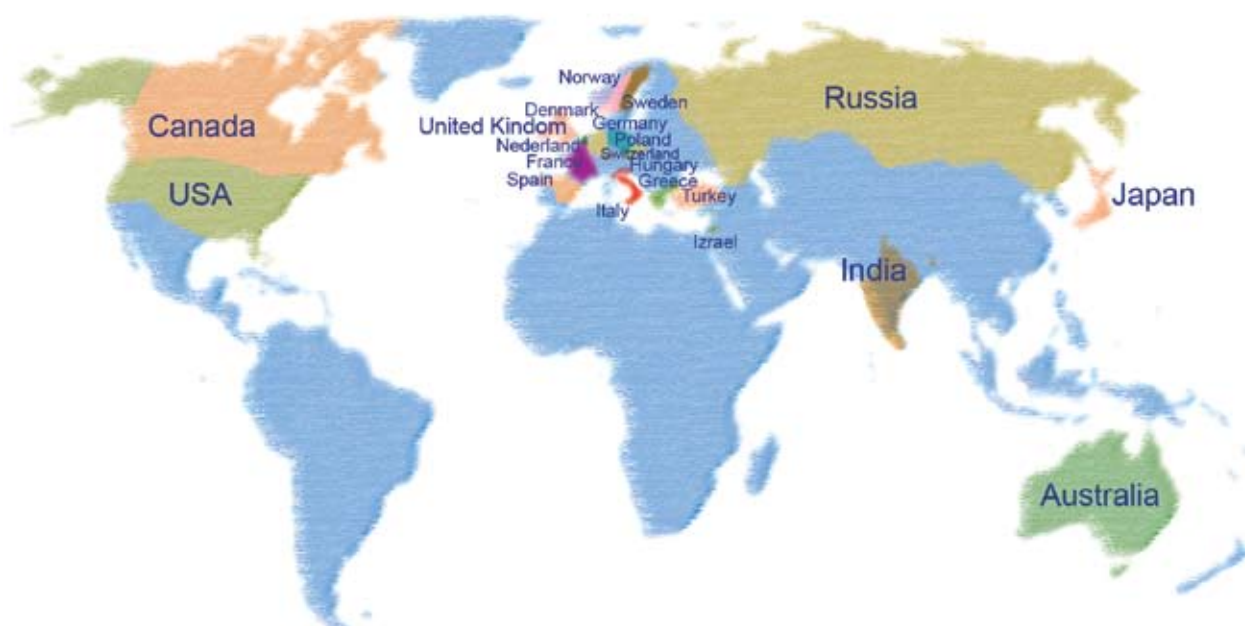 Norway
Sweden
Russia
Denmark
Canada
United Kindom
Germany
Nederland
Poland
Switzerland
France
Hungary
Spain
Greece
USA
Turkey
Japan
Italy
Izrael
India
Australia